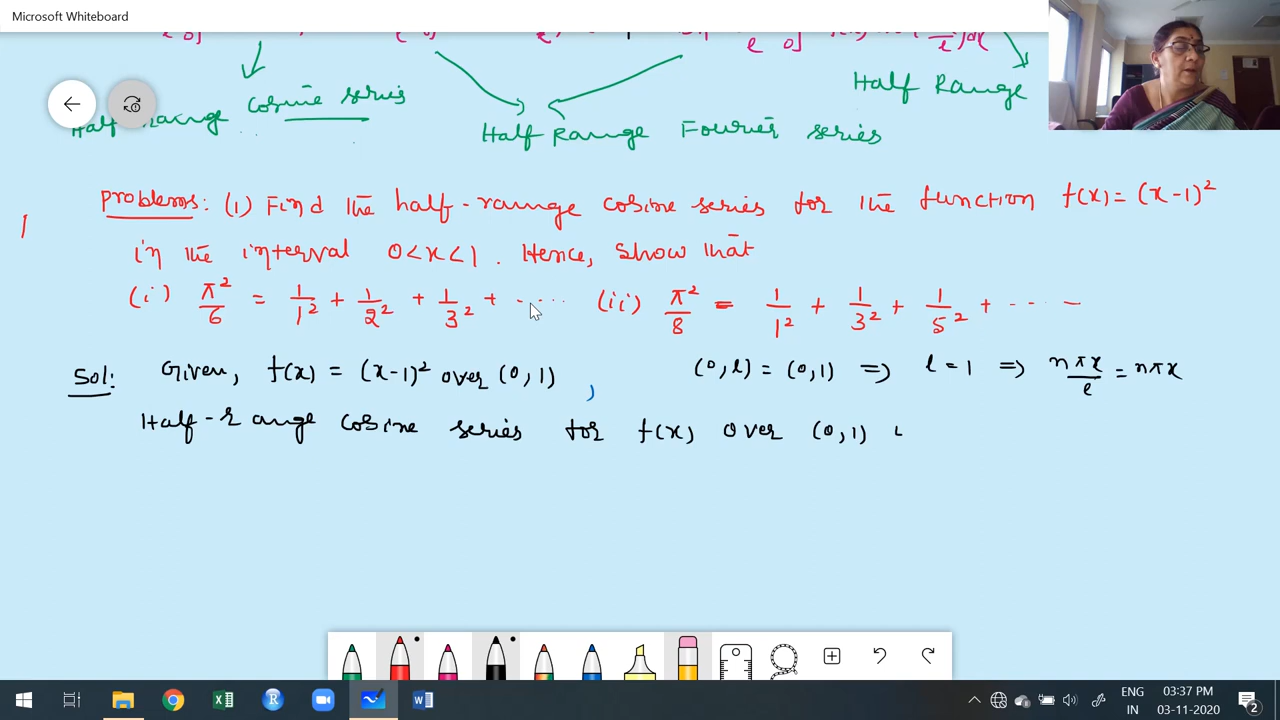 Microsoft Whiteboard
Half Range cosine series
Half Range Fourier series
Half Range
Problems: (1) Find the half-range cosine series for the function f(x) = (x-1)²
in the interval 0<x<1. Hence, show that
(i) π²/6 = 1/1² + 1/2² + 1/3² + ..... (ii) π²/8 = 1/1² + 1/3² + 1/5² + ....
Sol: Given, f(x) = (x-1)² over (0,1), (0,l) = (0,1) ⇒ l=1 ⇒ nπx/l = nπx
Half-range cosine series for f(x) over (0,1)
ENG
IN
03:37 PM
03-11-2020
2